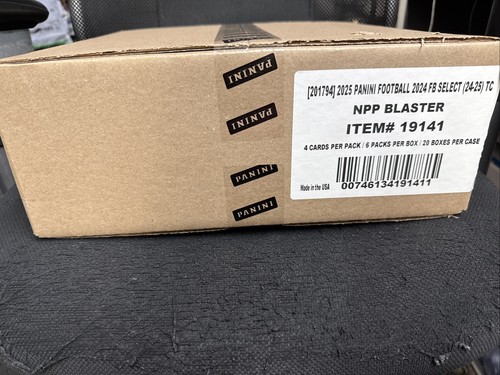 PANINI
PANINI
PANINI
PANINI
[201794] 2025 PANINI FOOTBALL 2024 FB SELECT (24-25) TC
NPP BLASTER
ITEM# 19141
4 CARDS PER PACK / 6 PACKS PER BOX / 20 BOXES PER CASE
Made in the USA
00746134191411